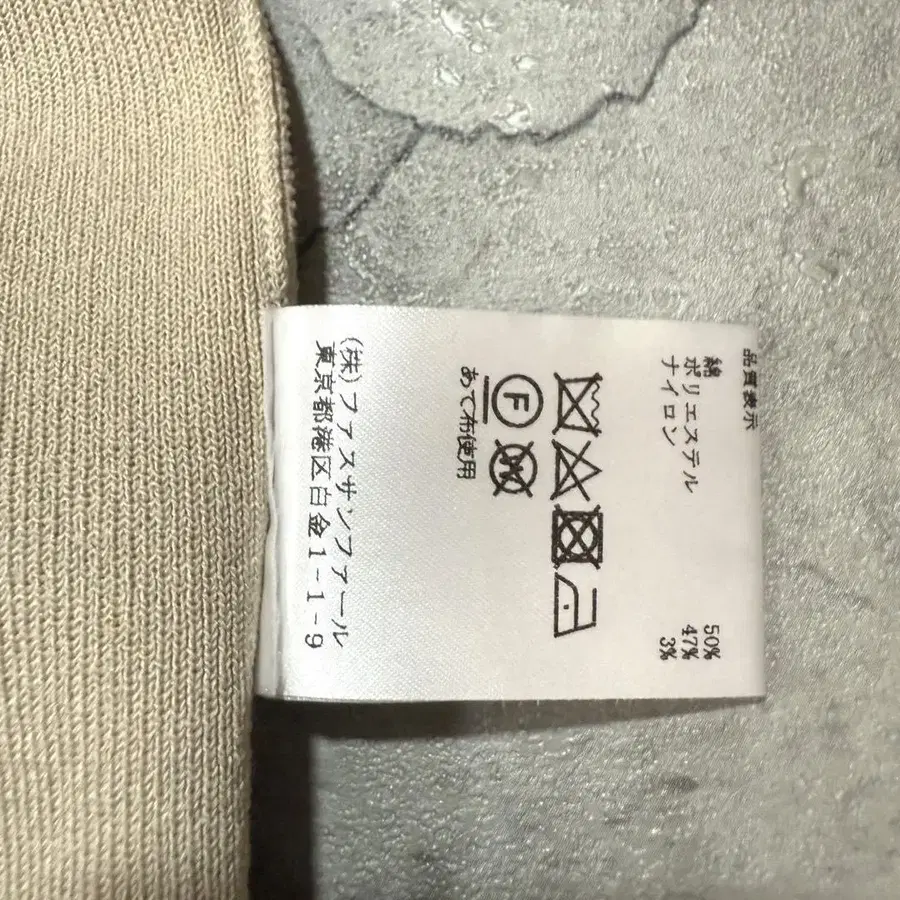 品質表示
綿 50%
ポリエステル 47%
ナイロン 3%
F W
あて布使用
(株)ファスサンファール
東京都港区白金1-1-9